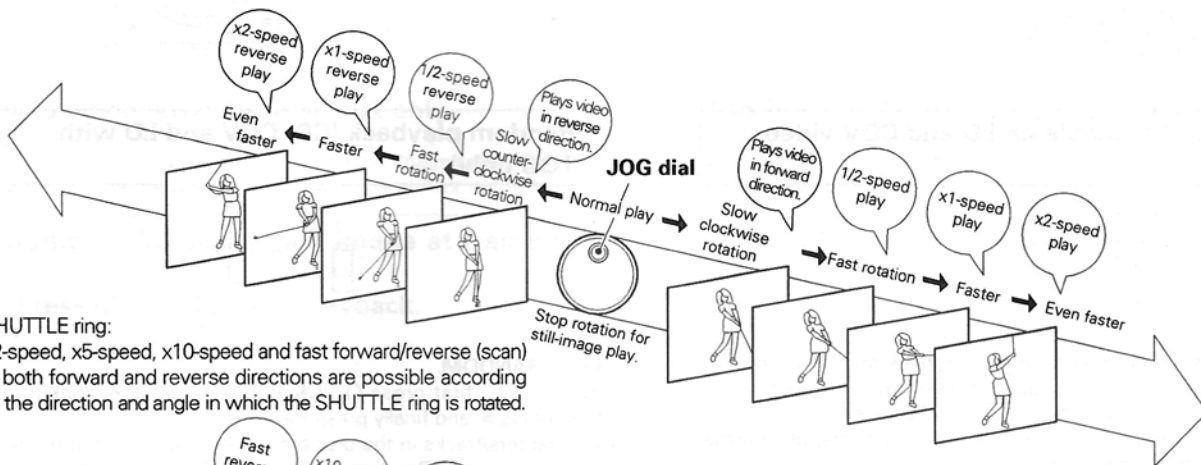 x2-speed
reverse
play
x1-speed
reverse
play
1/2-speed
reverse
play
Plays video
in reverse
direction.
Even
faster
Faster
Fast
rotation
Slow
counter-
clockwise
rotation
Normal play
JOG dial
Slow
clockwise
rotation
Plays video
in forward
direction.
1/2-speed
play
x1-speed
play
x2-speed
play
Fast rotation
Faster
Even faster
Stop rotation for
still-image play.
HUTTLE ring:
2-speed, x5-speed, x10-speed and fast forward/reverse (scan)
both forward and reverse directions are possible according
the direction and angle in which the SHUTTLE ring is rotated.
Fast
x10